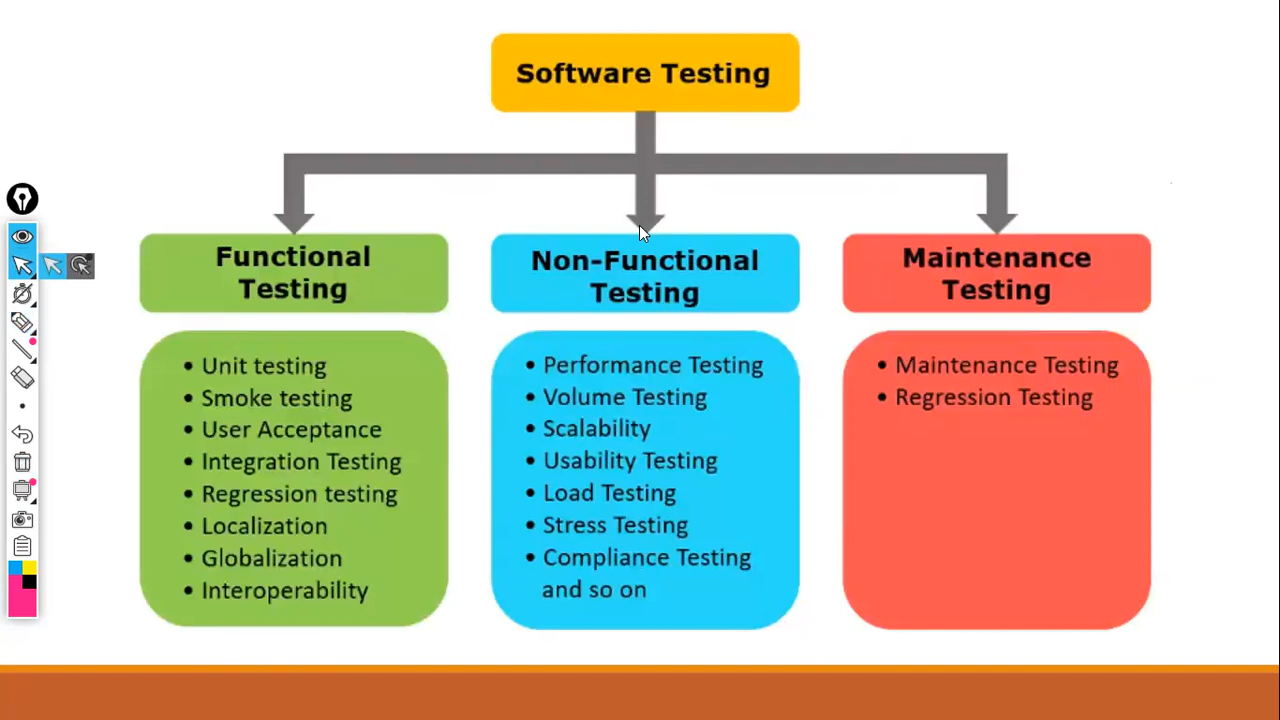 Software Testing
Functional
Testing
Non-Functional
Testing
Maintenance
Testing
• Unit testing
• Smoke testing
• User Acceptance
• Integration Testing
• Regression testing
• Localization
• Globalization
• Interoperability
• Performance Testing
• Volume Testing
• Scalability
• Usability Testing
• Load Testing
• Stress Testing
• Compliance Testing
and so on
• Maintenance Testing
• Regression Testing